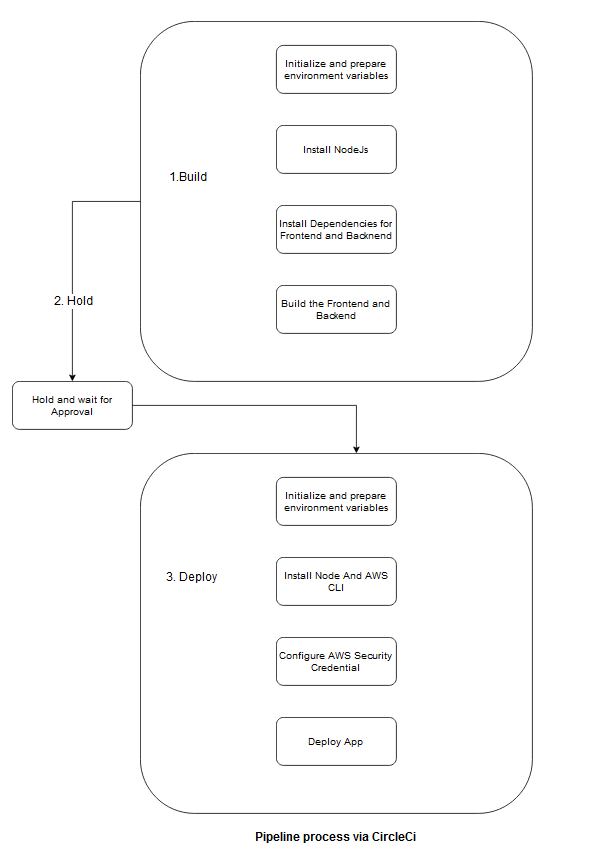 Initialize and prepare
environment variables
Install NodeJs
1.Build
Install Dependencies for
Frontend and Backnend
Build the Frontend and
Backend
2. Hold
Hold and wait for
Approval
Initialize and prepare
environment variables
3. Deploy
Install Node And AWS
CLI
Configure AWS Security
Credential
Deploy App
Pipeline process via CircleCi